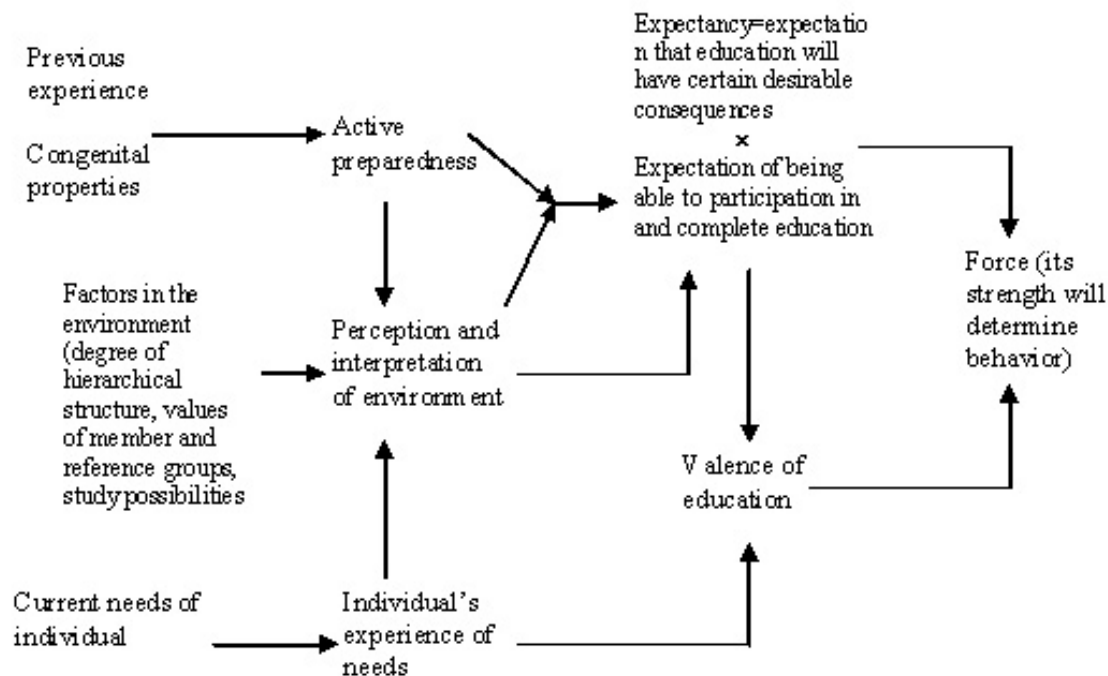 Previous
experience
Congenital
properties
Active
preparedness
Expectancy=expectatio
n that education will
have certain desirable
consequences
×
Expectation of being
able to participation in
and complete education
Factors in the
environment
(degree of
hierarchical
structure, values
of member and
reference groups,
study possibilities
Perception and
interpretation
of environment
Force (its
strength will
determine
behavior)
Valence of
education
Current needs of
individual
Individual's
experience of
needs